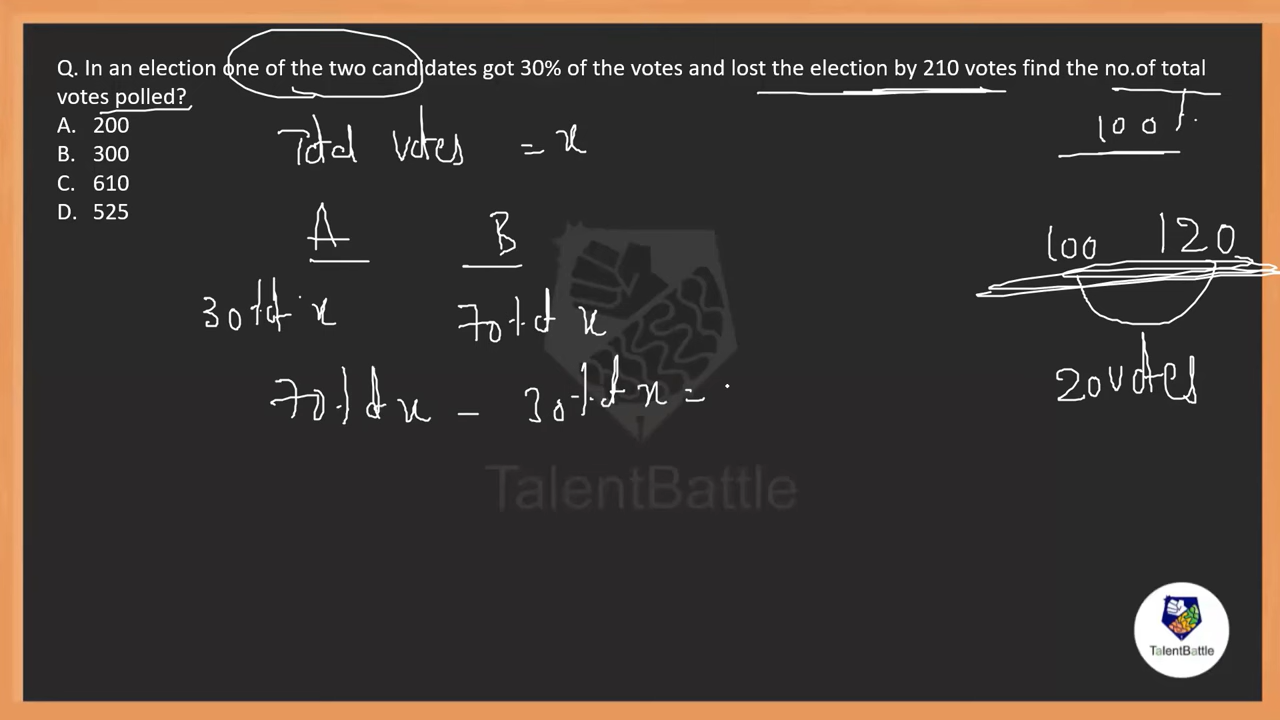 Q. In an election one of the two candidates got 30% of the votes and lost the election by 210 votes find the no.of total
votes polled?
A. 200
B. 300
C. 610
D. 525
100%
Total votes = x
A B
100 120
30% of x 70% of x
20 votes
70% of x - 30% of x =
TalentBattle
TalentBattle